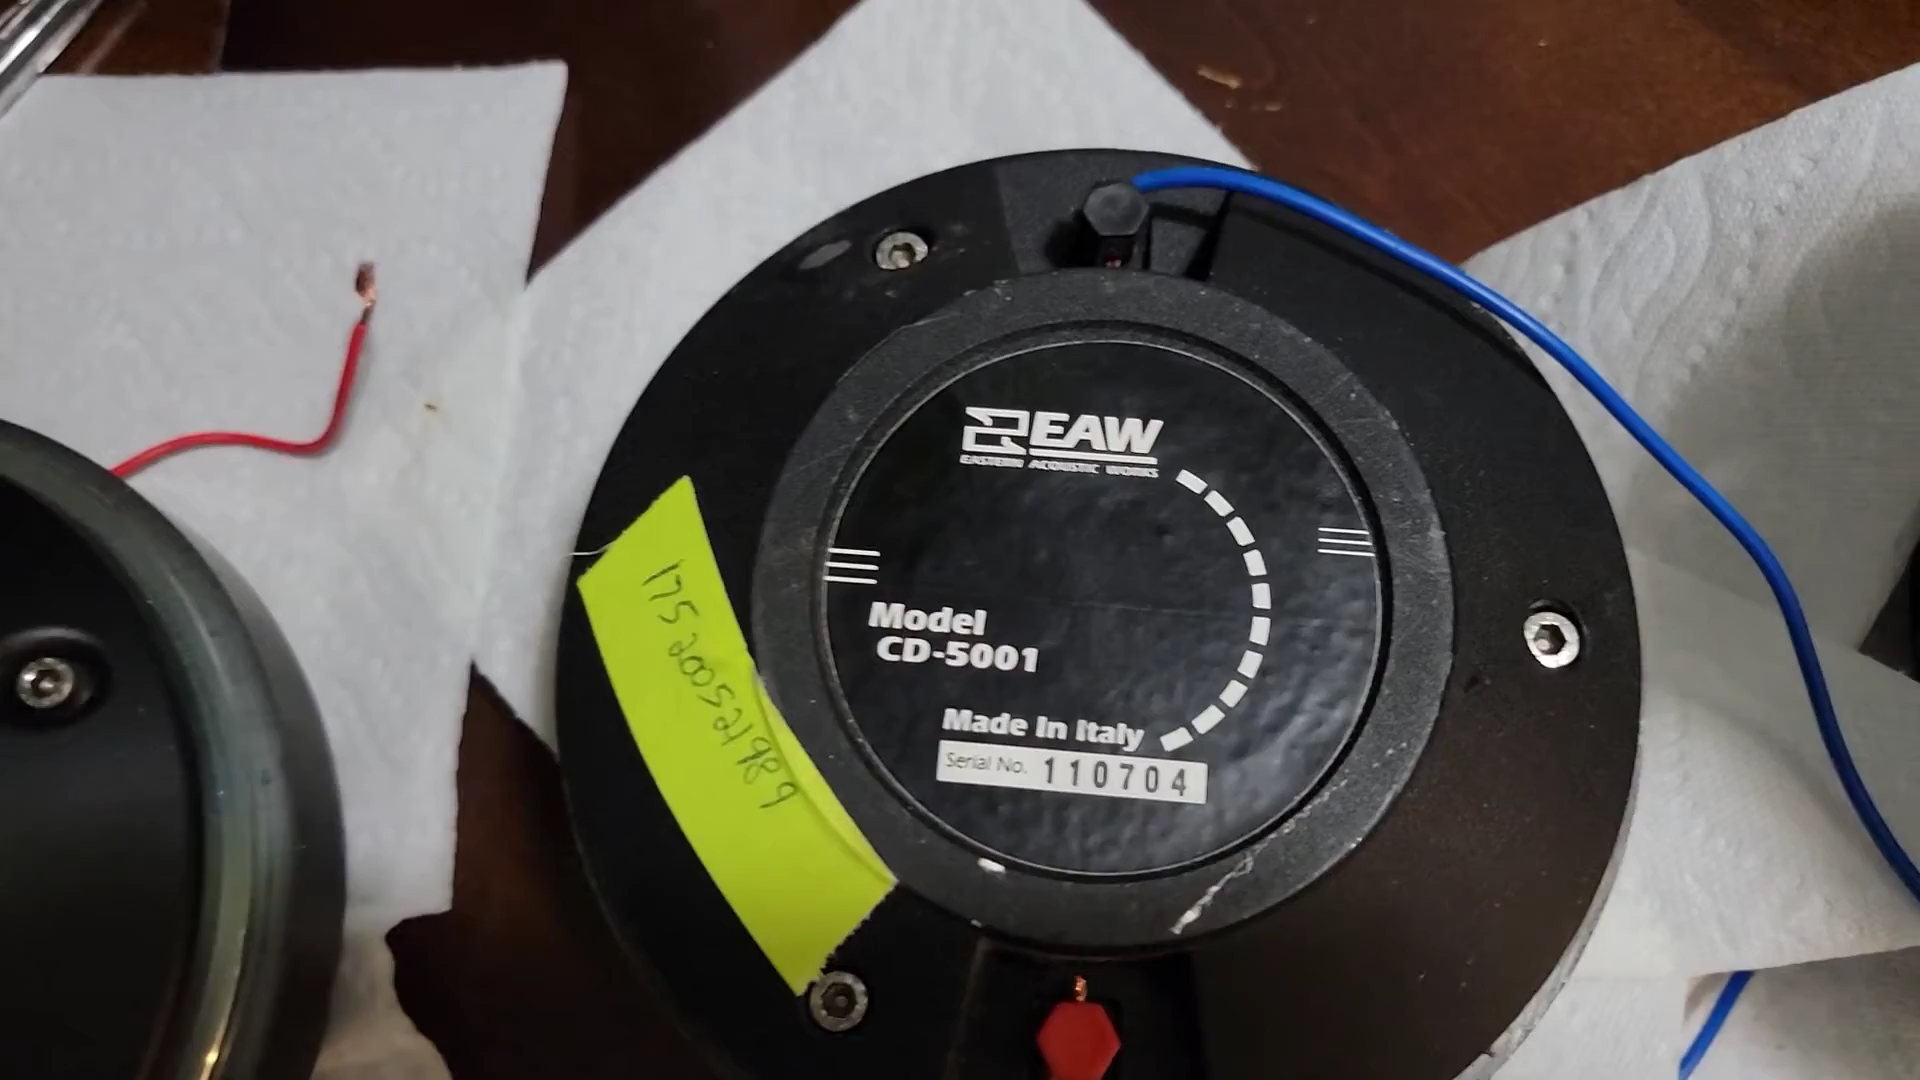 EAW
EASTERN ACOUSTIC WORKS
Model
CD-5001
Made In Italy
Serial No. 110704